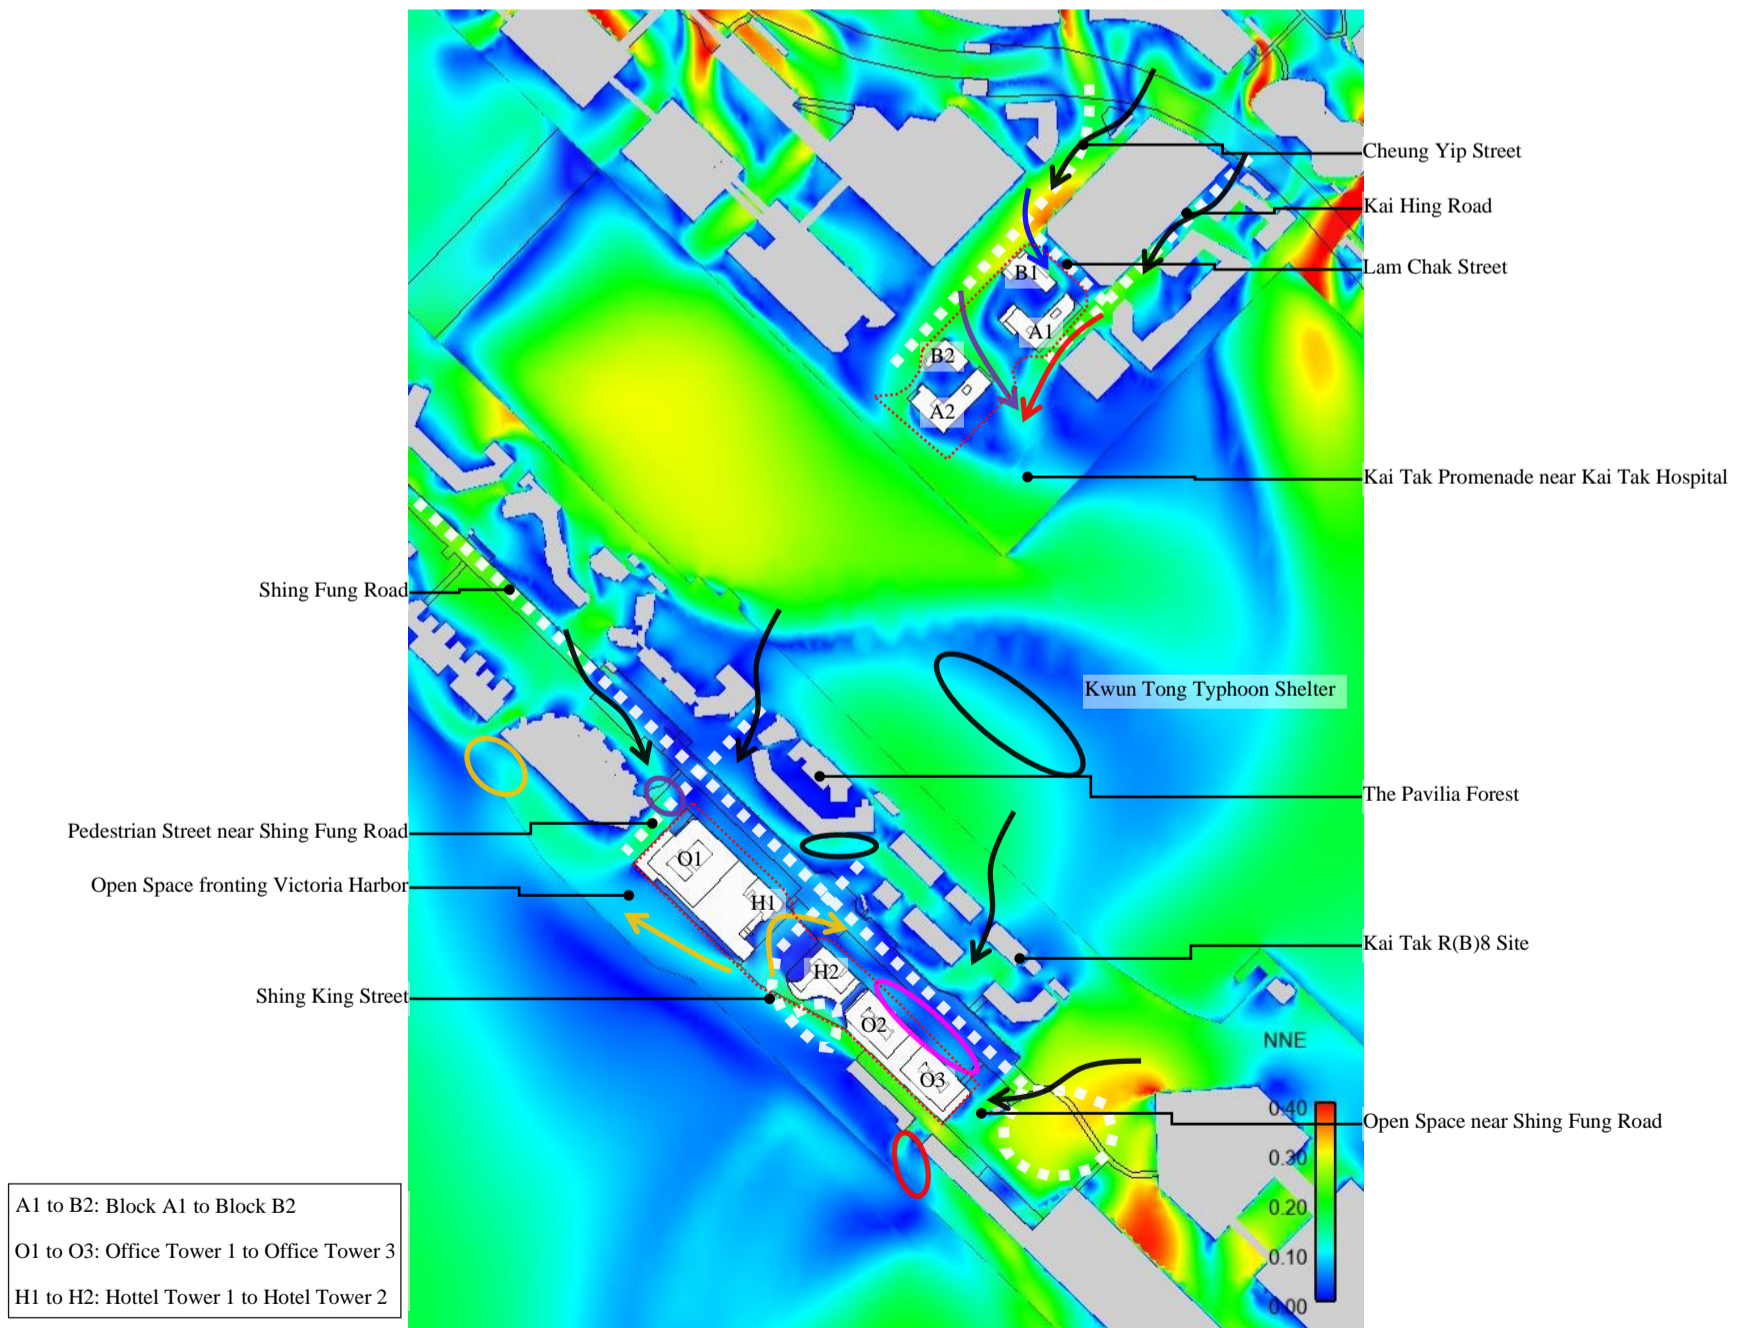 Cheung Yip Street
Kai Hing Road
Lam Chak Street
B1
A1
B2
A2
Kai Tak Promenade near Kai Tak Hospital
Shing Fung Road
Kwun Tong Typhoon Shelter
The Pavilia Forest
Pedestrian Street near Shing Fung Road
O1
Open Space fronting Victoria Harbor
H1
Kai Tak R(B)8 Site
H2
Shing King Street
O2
NNE
O3
0.40
Open Space near Shing Fung Road
0.30
0.20
0.10
0.00
A1 to B2: Block A1 to Block B2
O1 to O3: Office Tower 1 to Office Tower 3
H1 to H2: Hottel Tower 1 to Hotel Tower 2